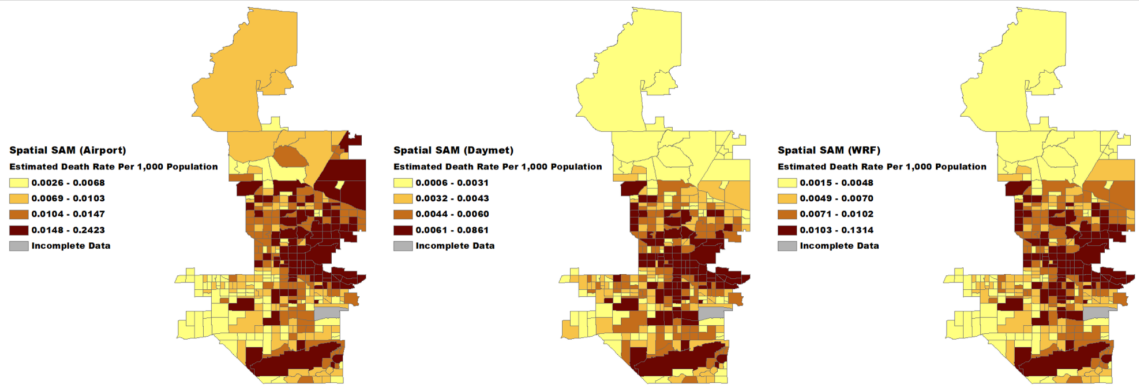 Spatial SAM (Airport)
Estimated Death Rate Per 1,000 Population
0.0026 - 0.0068
0.0069 - 0.0103
0.0104 - 0.0147
0.0148 - 0.2423
Incomplete Data
Spatial SAM (Daymet)
Estimated Death Rate Per 1,000 Population
0.0006 - 0.0031
0.0032 - 0.0043
0.0044 - 0.0060
0.0061 - 0.0861
Incomplete Data
Spatial SAM (WRF)
Estimated Death Rate Per 1,000 Population
0.0015 - 0.0048
0.0049 - 0.0070
0.0071 - 0.0102
0.0103 - 0.1314
Incomplete Data